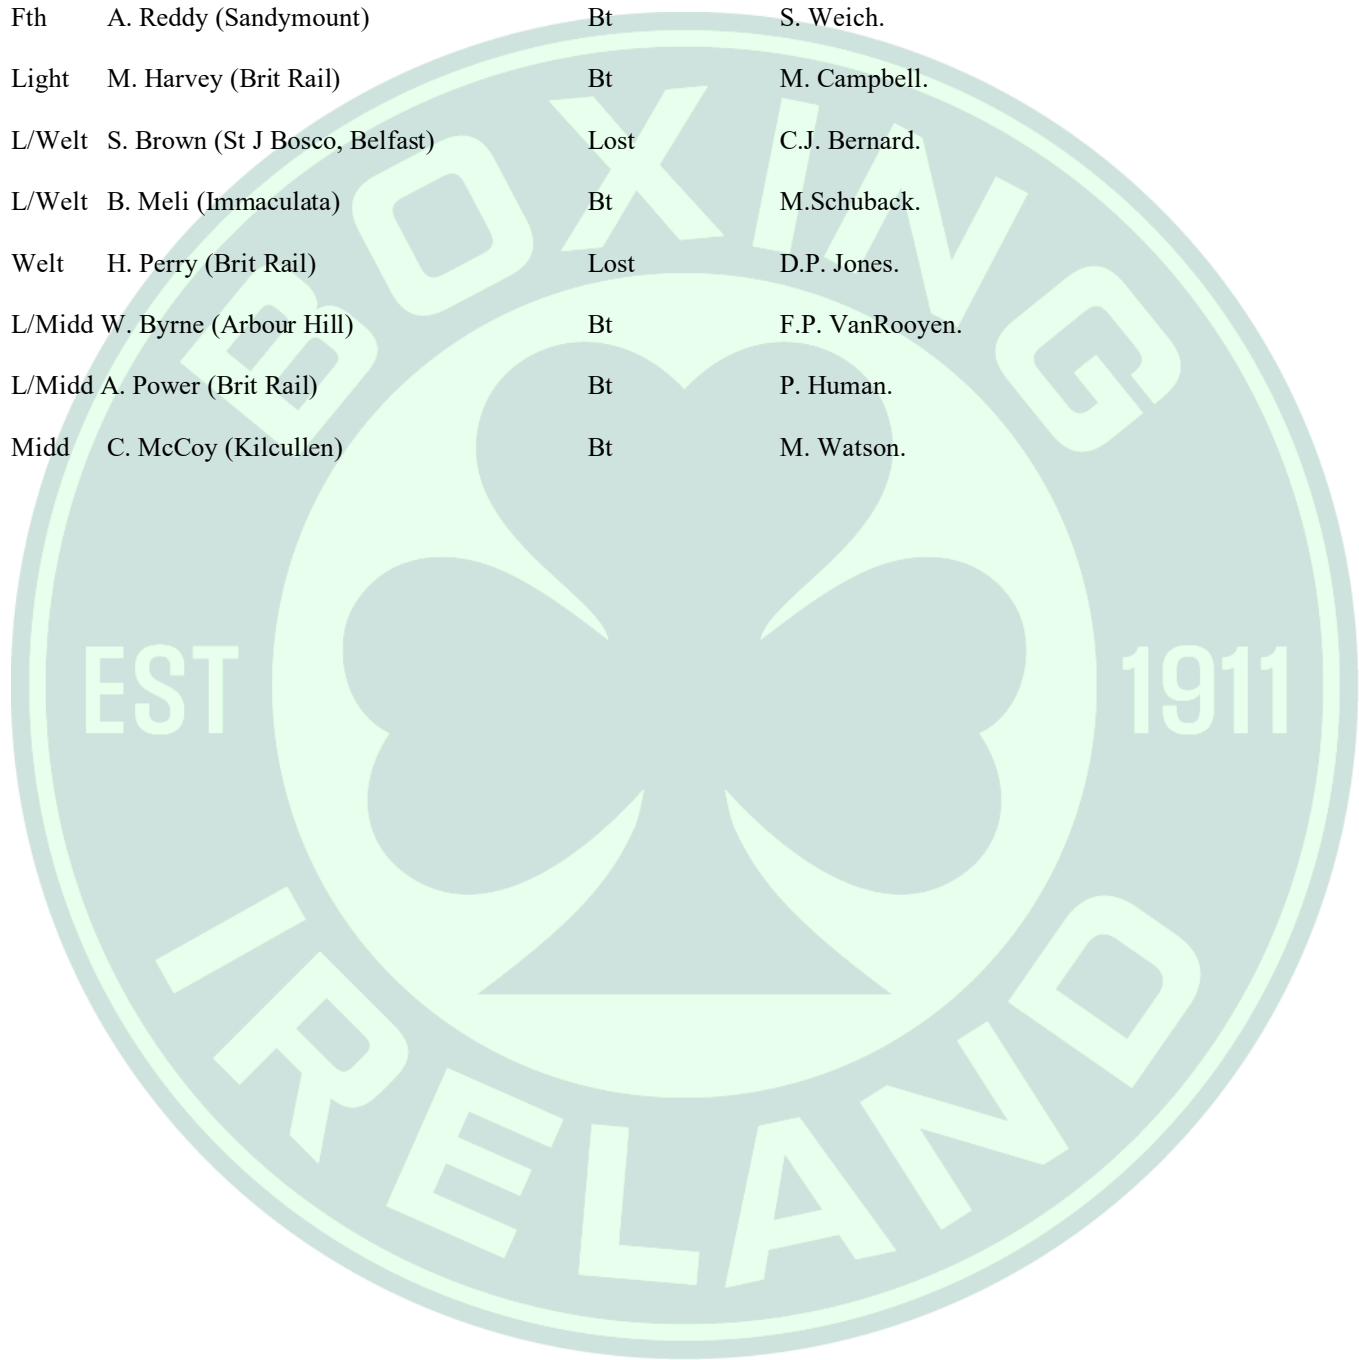 Fth A. Reddy (Sandymount) Bt S. Weich.
Light M. Harvey (Brit Rail) Bt M. Campbell.
L/Welt S. Brown (St J Bosco, Belfast) Lost C.J. Bernard.
L/Welt B. Meli (Immaculata) Bt M.Schuback.
Welt H. Perry (Brit Rail) Lost D.P. Jones.
L/Midd W. Byrne (Arbour Hill) Bt F.P. VanRooyen.
L/Midd A. Power (Brit Rail) Bt P. Human.
Midd C. McCoy (Kilcullen) Bt M. Watson.
BOXING
EST 1911
IRELAND